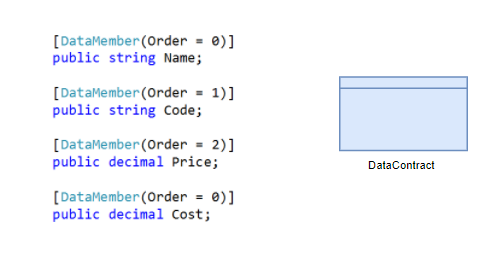 [DataMember(Order = 0)]
public string Name;
[DataMember(Order = 1)]
public string Code;
[DataMember(Order = 2)]
public decimal Price;
[DataMember(Order = 0)]
public decimal Cost;
DataContract